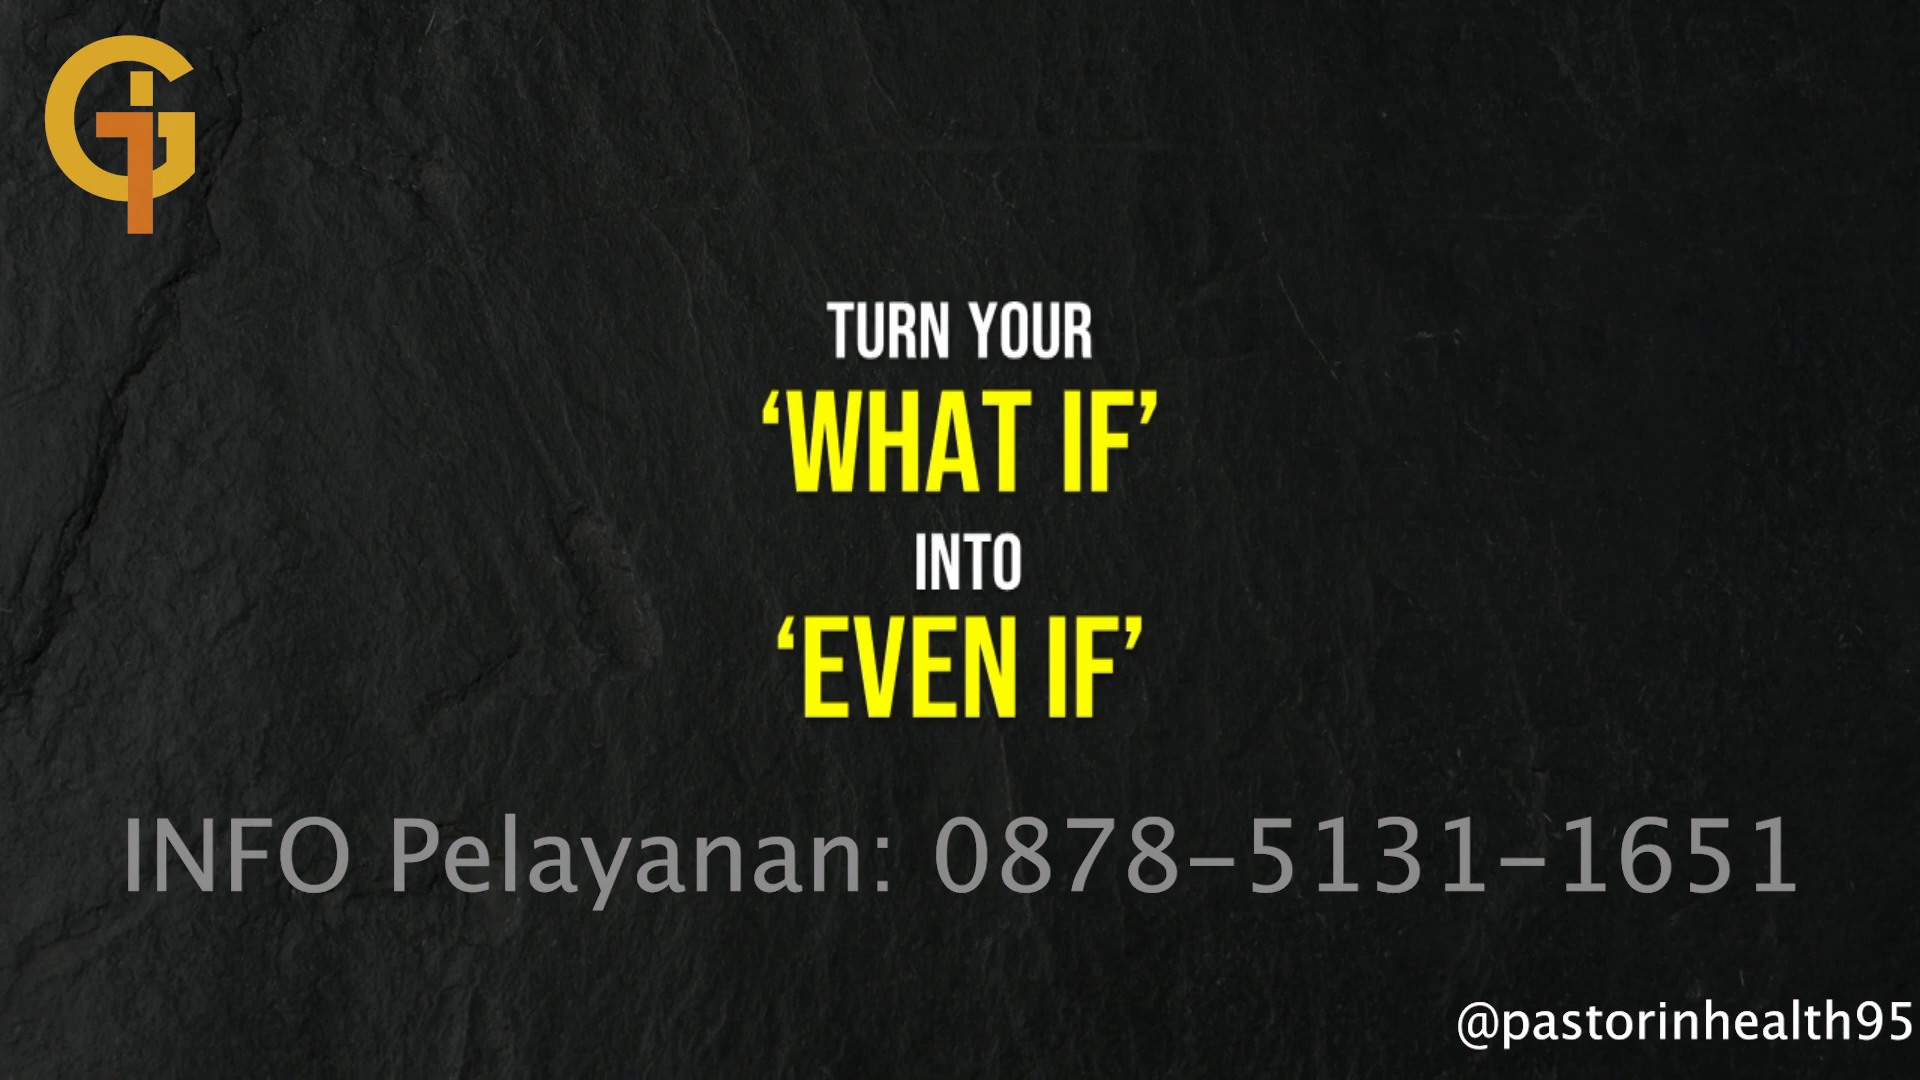 TURN YOUR
‘WHAT IF’
INTO
‘EVEN IF’
INFO Pelayanan: 0878-5131-1651
@pastorinhealth95